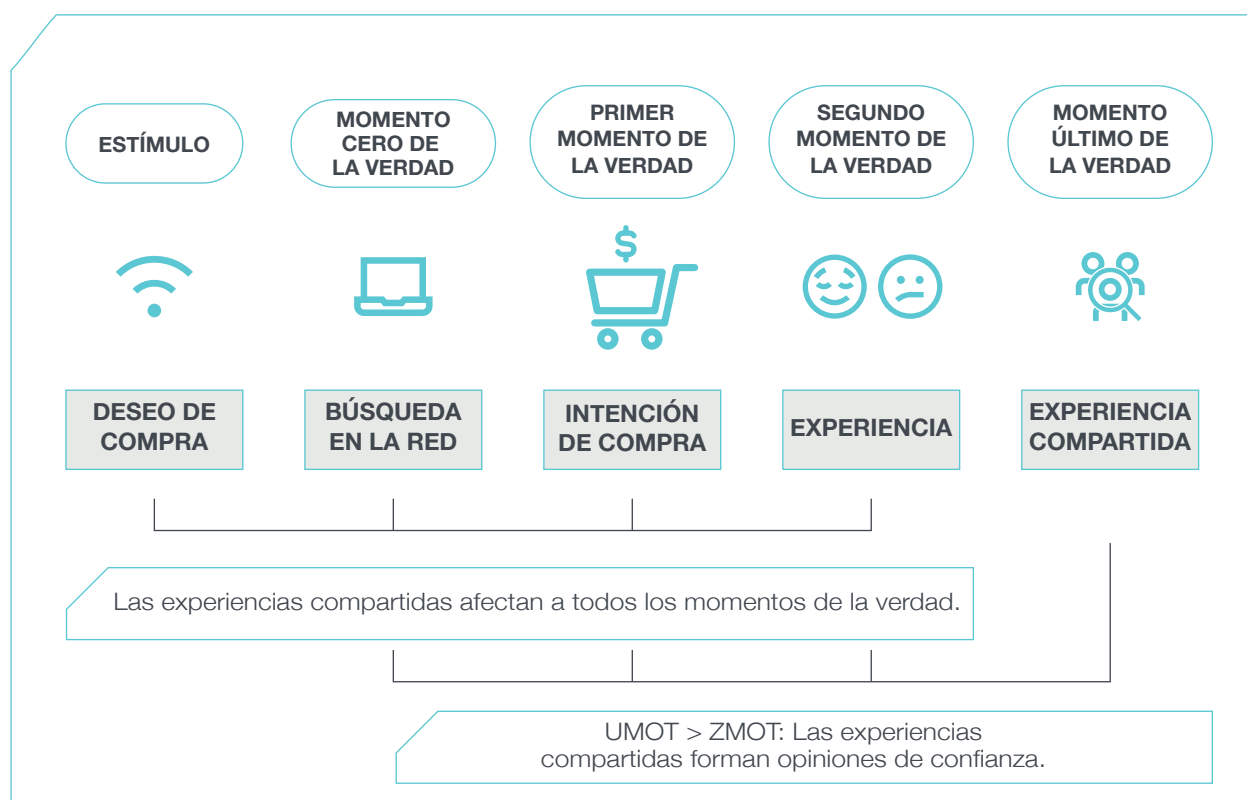 ESTÍMULO
MOMENTO
CERO DE
LA VERDAD
PRIMER
MOMENTO DE
LA VERDAD
SEGUNDO
MOMENTO DE
LA VERDAD
MOMENTO
ÚLTIMO DE
LA VERDAD
$
DESEO DE
COMPRA
BÚSQUEDA
EN LA RED
INTENCIÓN
DE COMPRA
EXPERIENCIA
EXPERIENCIA
COMPARTIDA
Las experiencias compartidas afectan a todos los momentos de la verdad.
UMOT > ZMOT: Las experiencias
compartidas forman opiniones de confianza.